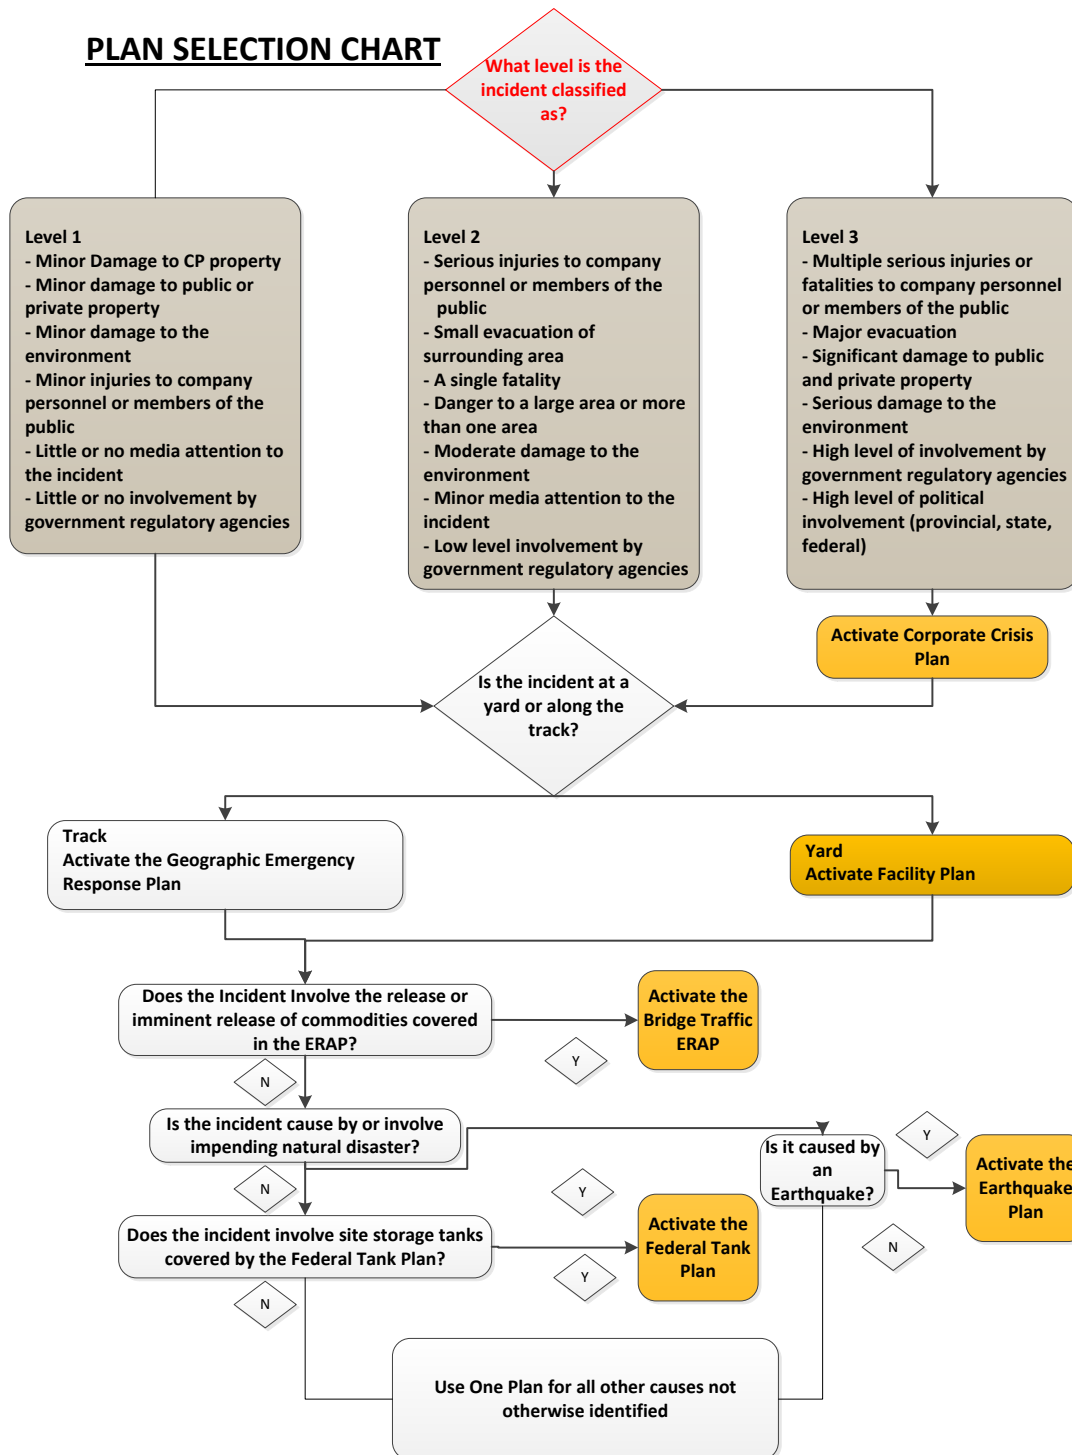 PLAN SELECTION CHART
What level is the
incident classified
as?
Level 1
- Minor Damage to CP property
- Minor damage to public or
private property
- Minor damage to the
environment
- Minor injuries to company
personnel or members of the
public
- Little or no media attention to
the incident
- Little or no involvement by
government regulatory agencies
Level 2
- Serious injuries to company
personnel or members of the
public
- Small evacuation of
surrounding area
- A single fatality
- Danger to a large area or more
than one area
- Moderate damage to the
environment
- Minor media attention to the
incident
- Low level involvement by
government regulatory agencies
Level 3
- Multiple serious injuries or
fatalities to company personnel
or members of the public
- Major evacuation
- Significant damage to public
and private property
- Serious damage to the
environment
- High level of involvement by
government regulatory agencies
- High level of political
involvement (provincial, state,
federal)
Activate Corporate Crisis
Plan
Is the incident at a
yard or along the
track?
Track
Activate the Geographic Emergency
Response Plan
Yard
Activate Facility Plan
Does the Incident Involve the release or
imminent release of commodities covered
in the ERAP?
Y
Activate the
Bridge Traffic
ERAP
N
Is the incident cause by or involve
impending natural disaster?
Y
Is it caused by
an
Earthquake?
Y
Activate the
Earthquake
Plan
N
N
Does the incident involve site storage tanks
covered by the Federal Tank Plan?
Y
Activate the
Federal Tank
Plan
N
Use One Plan for all other causes not
otherwise identified